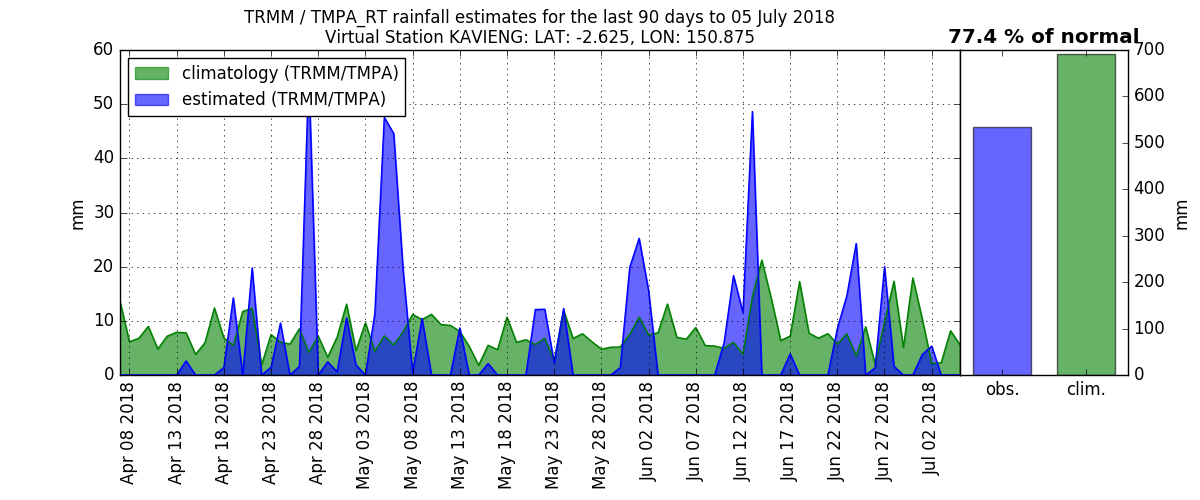 TRMM / TMPA_RT rainfall estimates for the last 90 days to 05 July 2018
Virtual Station KAVIENG: LAT: -2.625, LON: 150.875
77.4 % of normal
climatology (TRMM/TMPA)
estimated (TRMM/TMPA)
60
50
40
30
20
10
0
mm
700
600
500
400
300
200
100
0
mm
Apr 08 2018
Apr 13 2018
Apr 18 2018
Apr 23 2018
Apr 28 2018
May 03 2018
May 08 2018
May 13 2018
May 18 2018
May 23 2018
May 28 2018
Jun 02 2018
Jun 07 2018
Jun 12 2018
Jun 17 2018
Jun 22 2018
Jun 27 2018
Jul 02 2018
obs.
clim.